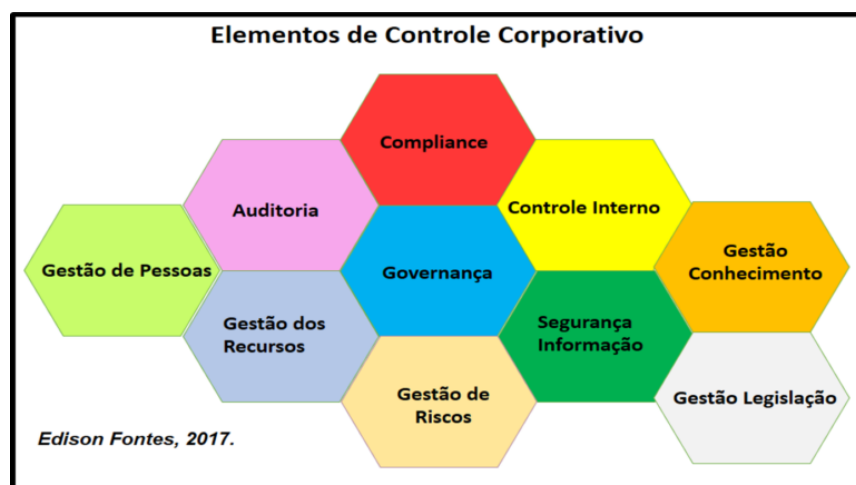 Elementos de Controle Corporativo
Compliance
Auditoria
Controle Interno
Gestão de Pessoas
Governança
Gestão
Conhecimento
Gestão dos
Recursos
Segurança
Informação
Gestão de
Riscos
Gestão Legislação
Edison Fontes, 2017.